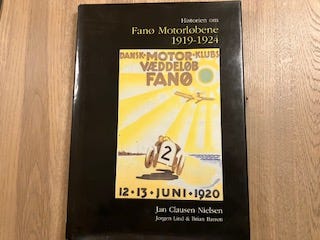 Historien om
Fanø Motorløbene
1919-1924
DANSK·MOTOR·KLUBS
VÆDDELØB
FANØ
2
12·13·JUNI·1920
Jan Clausen Nielsen
Jørgen Lind & Brian Barrett